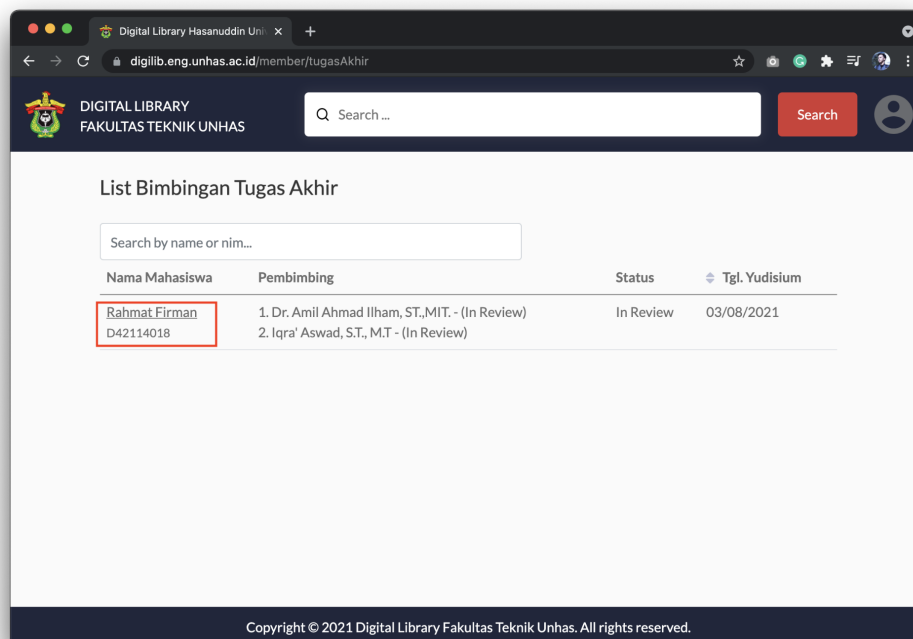 Digital Library Hasanuddin Uni
digilib.eng.unhas.ac.id/member/tugasAkhir
DIGITAL LIBRARY
FAKULTAS TEKNIK UNHAS
Search ...
Search
List Bimbingan Tugas Akhir
Search by name or nim...
Nama Mahasiswa Pembimbing Status Tgl. Yudisium
Rahmat Firman 1. Dr. Amil Ahmad Ilham, ST.,MIT. - (In Review) In Review 03/08/2021
D42114018 2. Iqra' Aswad, S.T., M.T - (In Review)
Copyright © 2021 Digital Library Fakultas Teknik Unhas. All rights reserved.